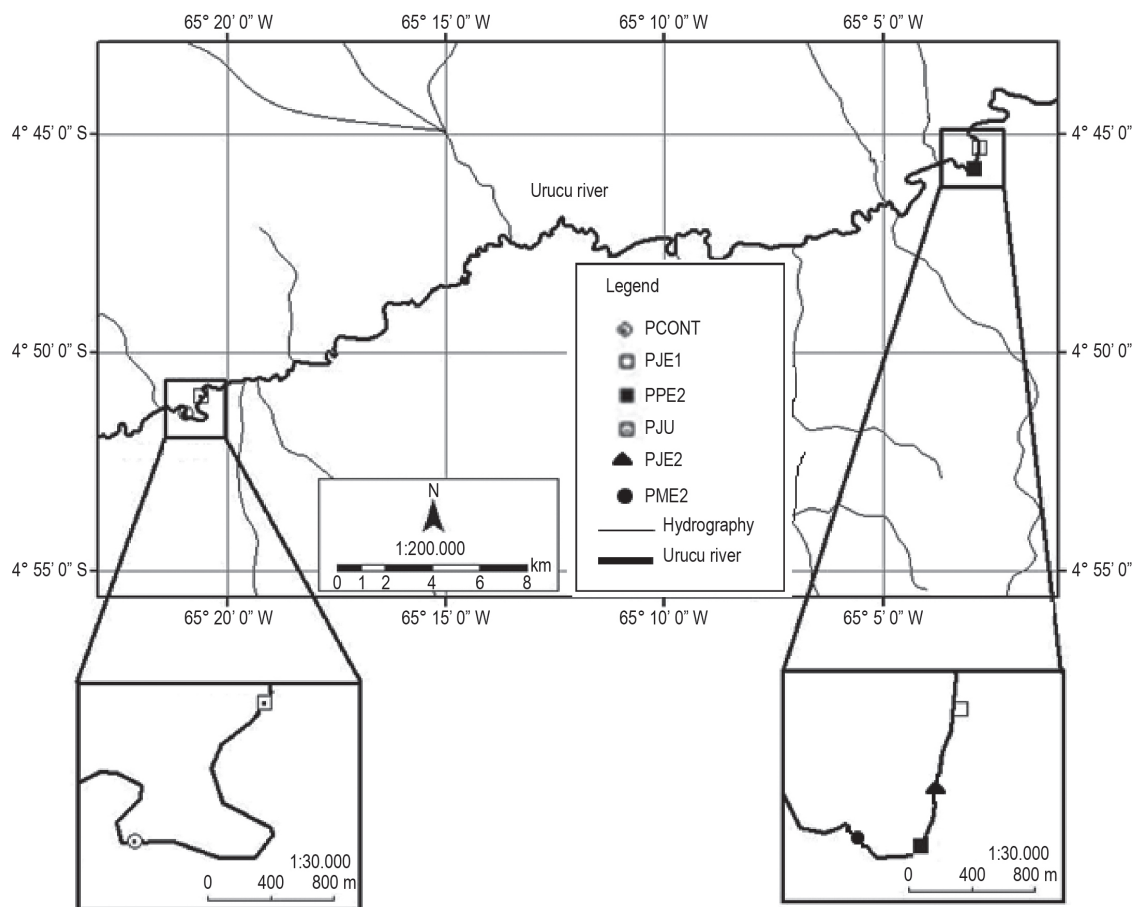 65° 20' 0" W 65° 15' 0" W 65° 10' 0" W 65° 5' 0" W
4° 45' 0" S 4° 45' 0"
Urucu river
Legend
PCONT
PJE1
4° 50' 0" S 4° 50' 0"
PPE2
PJU
PJE2
PME2
N
Hydrography
1:200.000
Urucu river
km
4° 55' 0" S 4° 55' 0"
0 1 2 4 6 8
65° 20' 0" W 65° 15' 0" W 65° 10' 0" W 65° 5' 0" W
1:30.000
0 400 800 m
1:30.000
0 400 800 m